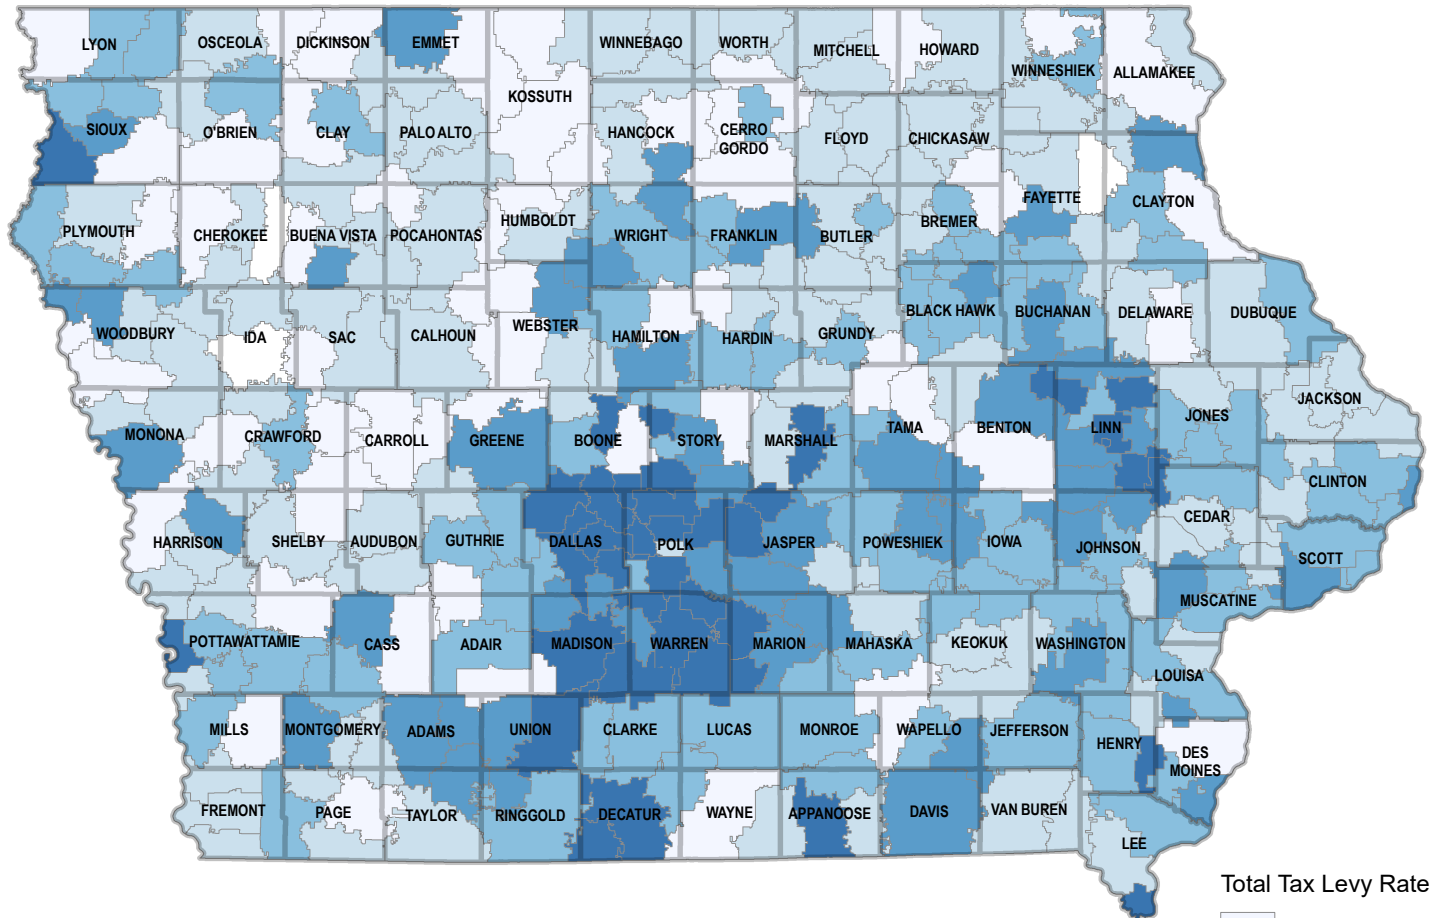 LYON
OSCEOLA
DICKINSON
EMMET
WINNEBAGO
WORTH
MITCHELL
HOWARD
WINNESHIEK
ALLAMAKEE
KOSSUTH
SIOUX
O'BRIEN
CLAY
PALO ALTO
HANCOCK
CERRO
GORDO
FLOYD
CHICKASAW
PLYMOUTH
CHEROKEE
BUENA VISTA
POCAHONTAS
HUMBOLDT
WRIGHT
FRANKLIN
BUTLER
BREMER
FAYETTE
CLAYTON
WOODBURY
IDA
SAC
CALHOUN
WEBSTER
HAMILTON
HARDIN
GRUNDY
BLACK HAWK
BUCHANAN
DELAWARE
DUBUQUE
MONONA
CRAWFORD
CARROLL
GREENE
BOONE
STORY
MARSHALL
TAMA
BENTON
LINN
JONES
JACKSON
CLINTON
HARRISON
SHELBY
AUDUBON
GUTHRIE
DALLAS
POLK
JASPER
POWESHIEK
IOWA
JOHNSON
CEDAR
SCOTT
MUSCATINE
POTTAWATTAMIE
CASS
ADAIR
MADISON
WARREN
MARION
MAHASKA
KEOKUK
WASHINGTON
LOUISA
MILLS
MONTGOMERY
ADAMS
UNION
CLARKE
LUCAS
MONROE
WAPELLO
JEFFERSON
HENRY
DES
MOINES
FREMONT
PAGE
TAYLOR
RINGGOLD
DECATUR
WAYNE
APPANOOSE
DAVIS
VAN BUREN
LEE
Total Tax Levy Rate